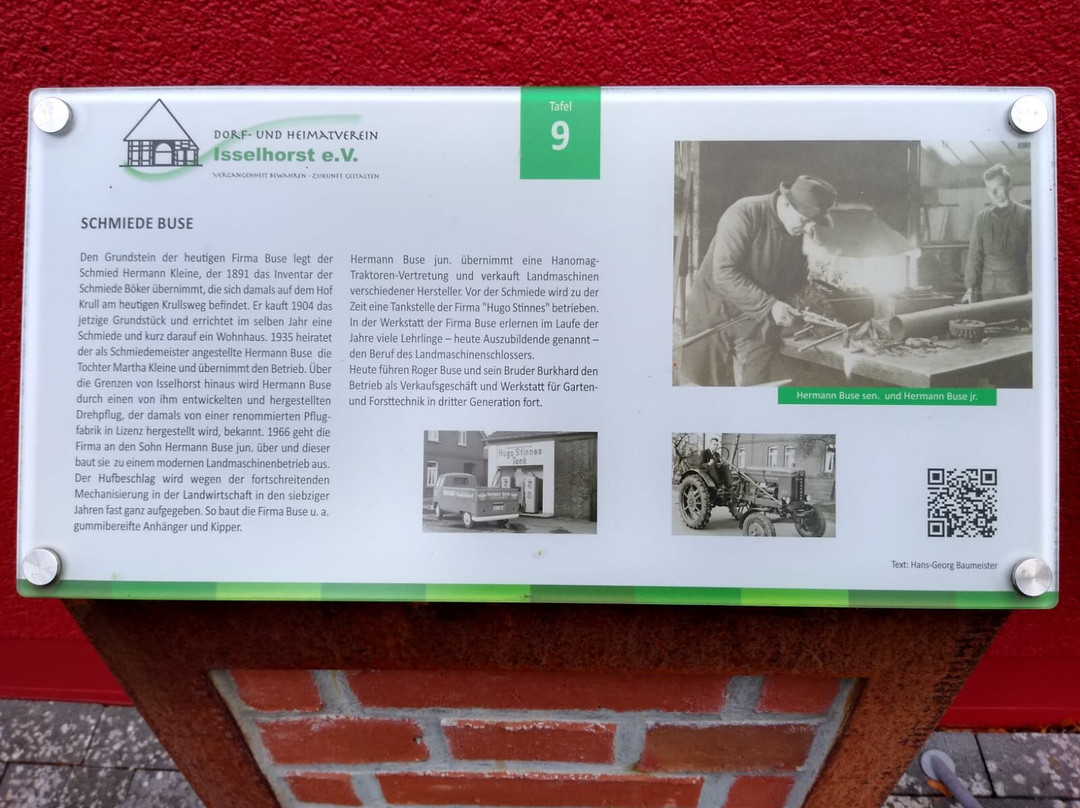 DORF- UND HEIMATVEREIN
Isselhorst e.V.
VERGANGENHEIT BEWAHREN - ZUKUNFT GESTALTEN
Tafel
9
SCHMIEDE BUSE
Den Grundstein der heutigen Firma Buse legt der
Schmied Hermann Kleine, der 1891 das Inventar der
Schmiede Böker übernimmt, die sich damals auf dem Hof
Krull am heutigen Krullsweg befindet. Er kauft 1904 das
jetzige Grundstück und errichtet im selben Jahr eine
Schmiede und kurz darauf ein Wohnhaus. 1935 heiratet
der als Schmiedemeister angestellte Hermann Buse die
Tochter Martha Kleine und übernimmt den Betrieb. Über
die Grenzen von Isselhorst hinaus wird Hermann Buse
durch einen von ihm entwickelten und hergestellten
Drehpflug, der damals von einer renommierten Pflug-
fabrik in Lizenz hergestellt wird, bekannt. 1966 geht die
Firma an den Sohn Hermann Buse jun. über und dieser
baut sie zu einem modernen Landmaschinenbetrieb aus.
Der Hufbeschlag wird wegen der fortschreitenden
Mechanisierung in der Landwirtschaft in den siebziger
Jahren fast ganz aufgegeben. So baut die Firma Buse u. a.
gummibereifte Anhänger und Kipper.
Hermann Buse jun. übernimmt eine Hanomag-
Traktoren-Vertretung und verkauft Landmaschinen
verschiedener Hersteller. Vor der Schmiede wird zu der
Zeit eine Tankstelle der Firma "Hugo Stinnes" betrieben.
In der Werkstatt der Firma Buse erlernen im Laufe der
Jahre viele Lehrlinge – heute Auszubildende genannt –
den Beruf des Landmaschinenschlossers.
Heute führen Roger Buse und sein Bruder Burkhard den
Betrieb als Verkaufsgeschäft und Werkstatt für Garten-
und Forsttechnik in dritter Generation fort.
Hugo Stinnes
Tank
Hermann Buse sen. und Hermann Buse jr.
Text: Hans-Georg Baumeister